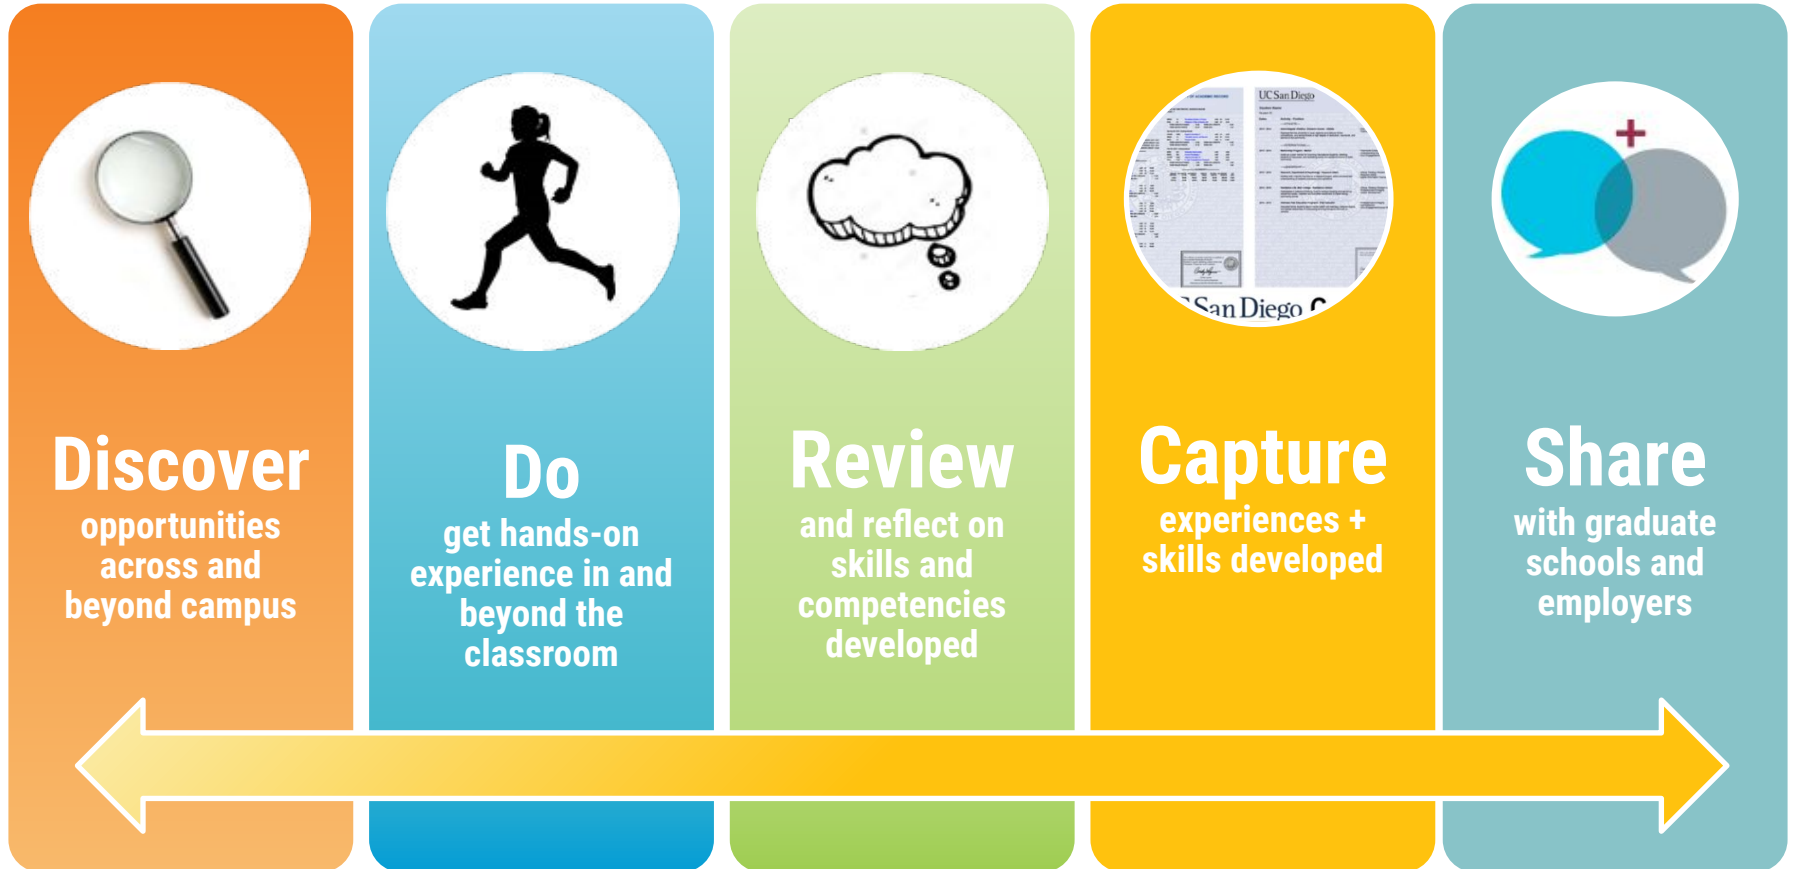 Discover
opportunities
across and
beyond campus
Do
get hands-on
experience in and
beyond the
classroom
Review
and reflect on
skills and
competencies
developed
UC San Diego
San Diego
Capture
experiences +
skills developed
Share
with graduate
schools and
employers